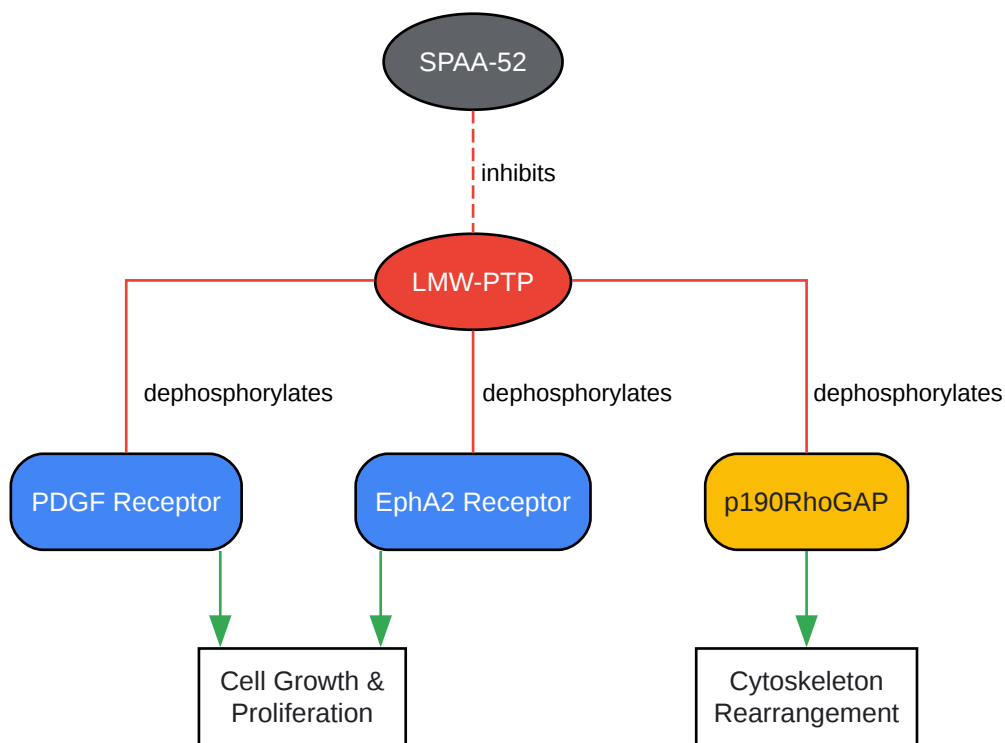 SPAA-52
inhibits
LMW-PTP
dephosphorylates
dephosphorylates
dephosphorylates
PDGF Receptor
EphA2 Receptor
p190RhoGAP
Cell Growth &
Proliferation
Cytoskeleton
Rearrangement